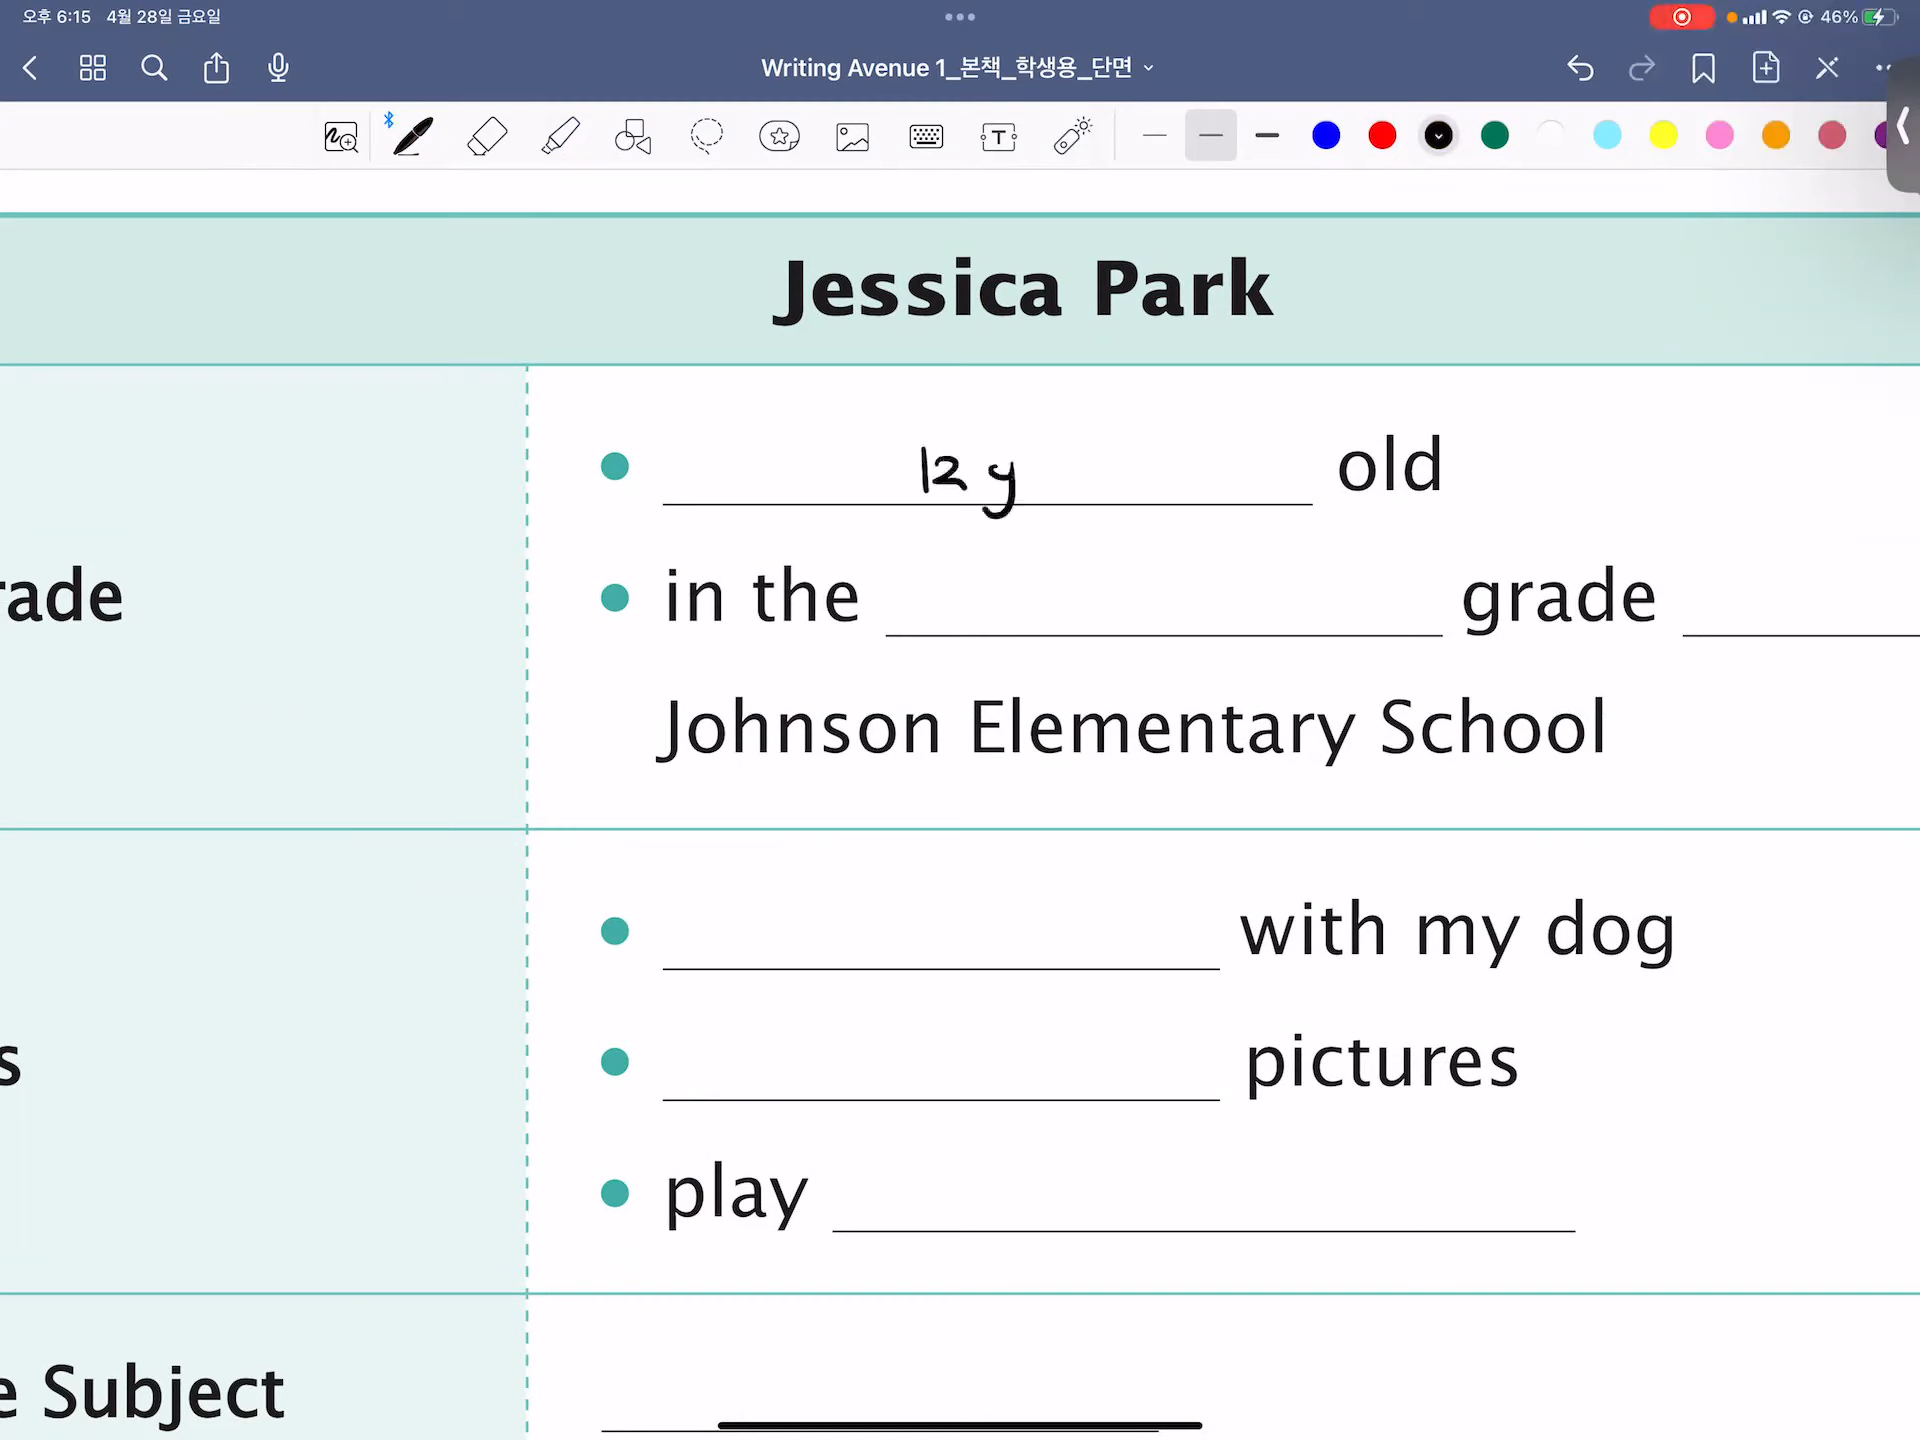 오후 6:15 4월 28일 금요일
46%
Writing Avenue 1_본책_학생용_단면
Jessica Park
12 y old
rade
in the grade
Johnson Elementary School
with my dog
s
pictures
play
e Subject